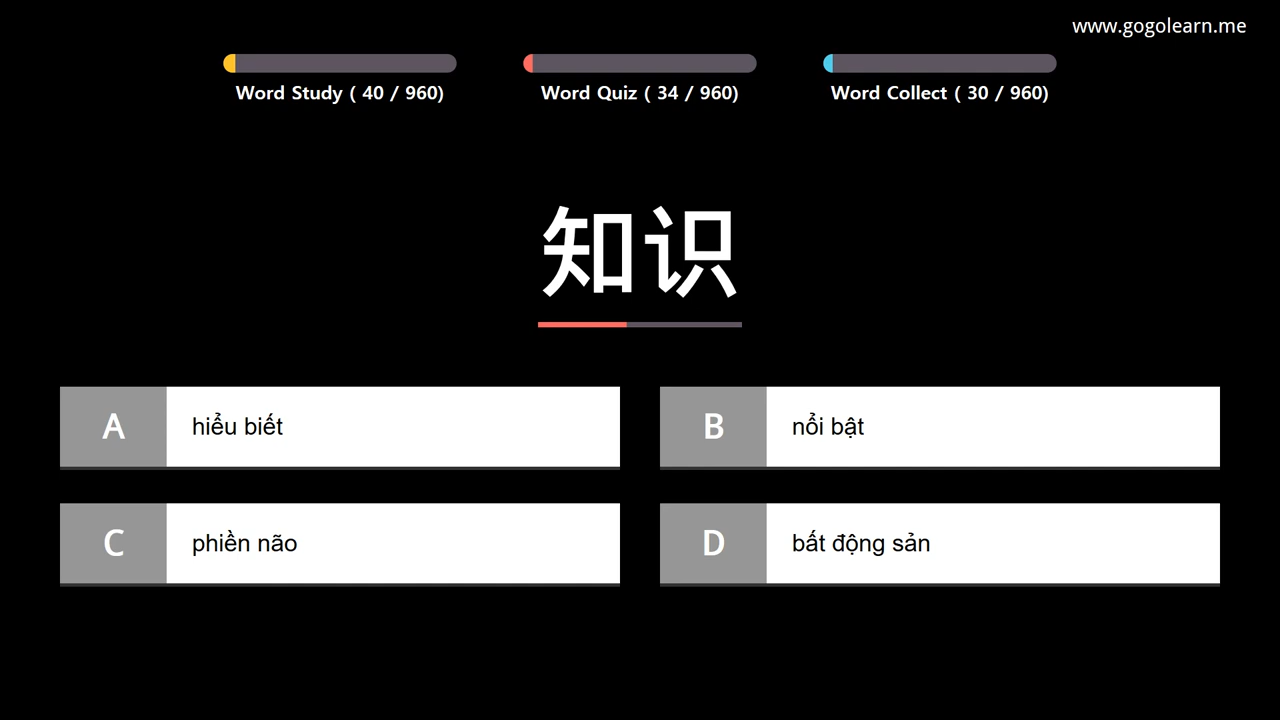 www.gogolearn.me
Word Study ( 40 / 960)
Word Quiz ( 34 / 960)
Word Collect ( 30 / 960)
知识
A hiểu biết
B nổi bật
C phiền não
D bất động sản